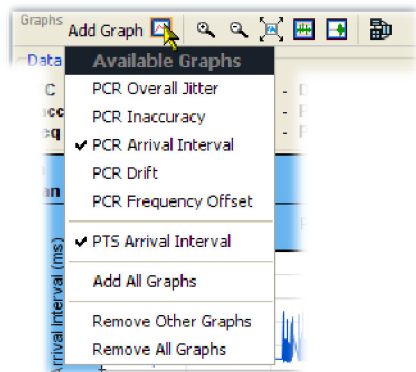 Graphs
Add Graph
Data
Available Graphs
PCR Overall Jitter
PCR Inaccuracy
PCR Arrival Interval
PCR Drift
PCR Frequency Offset
PTS Arrival Interval
Add All Graphs
Remove Other Graphs
Remove All Graphs
Arrival Interval (ms)